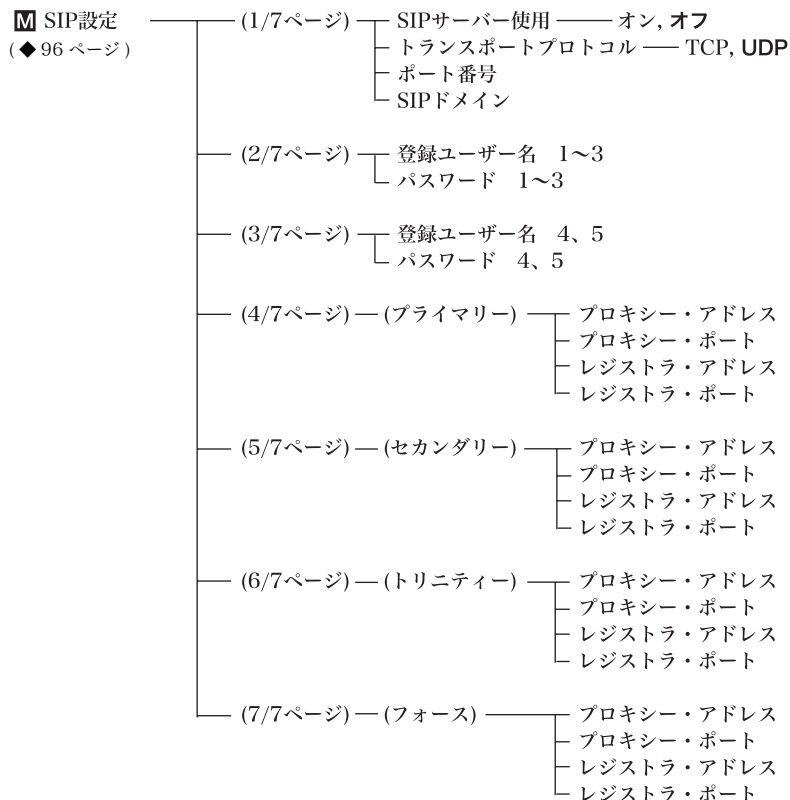 M SIP設定
(◆96 ページ)
(1/7ページ) SIPサーバー使用 オン, オフ
トランスポートプロトコル TCP, UDP
ポート番号
SIPドメイン
(2/7ページ) 登録ユーザー名 1～3
パスワード 1～3
(3/7ページ) 登録ユーザー名 4、5
パスワード 4、5
(4/7ページ) (プライマリー) プロキシー・アドレス
プロキシー・ポート
レジストラ・アドレス
レジストラ・ポート
(5/7ページ) (セカンダリー) プロキシー・アドレス
プロキシー・ポート
レジストラ・アドレス
レジストラ・ポート
(6/7ページ) (トリニティー) プロキシー・アドレス
プロキシー・ポート
レジストラ・アドレス
レジストラ・ポート
(7/7ページ) (フォース) プロキシー・アドレス
プロキシー・ポート
レジストラ・アドレス
レジストラ・ポート